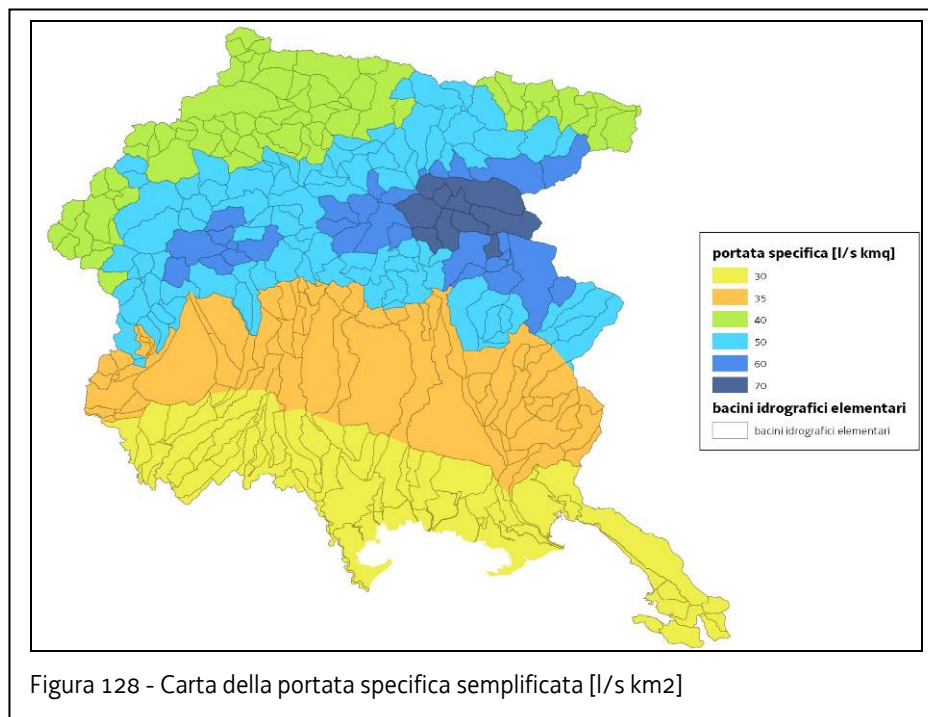 portata specifica [l/s kmq]
30
35
40
50
60
70
bacini idrografici elementari
bacini idrografici elementari
Figura 128 - Carta della portata specifica semplificata [l/s km2]